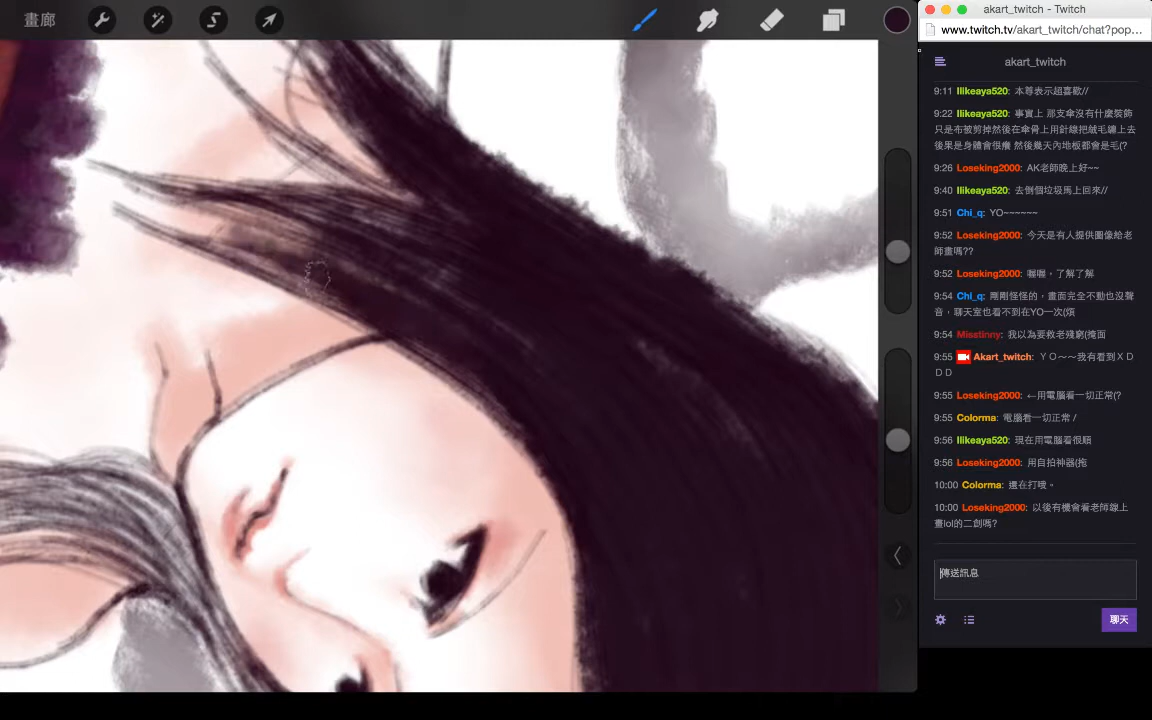 畫廊
akart_twitch - Twitch
www.twitch.tv/akart_twitch/chat?pop…
akart_twitch
9:11 Ilikeaya520: 本尊表示超喜歡//
9:22 Ilikeaya520: 事實上 那支傘沒有什麼裝飾
只是布被剪掉然後在傘骨上用針線把絨毛纏上去
後果是身體會很癢 然後幾天內地板都會是毛(?
9:26 Loseking2000: AK老師晚上好~~
9:40 Ilikeaya520: 去倒個垃圾馬上回來//
9:51 Chi_q: YO~~~~~~
9:52 Loseking2000: 今天是有人提供圖像給老
師畫嗎??
9:52 Loseking2000: 喔喔，了解了解
9:54 Chi_q: 剛剛怪怪的，畫面完全不動也沒聲
音，聊天室也看不到在YO一次(煩
9:54 Misstinny: 我以為要救老殘窮(掩面
9:55 Akart_twitch: ＹＯ～～我有看到ＸＤ
ＤＤ
9:55 Loseking2000: ←用電腦看一切正常(?
9:55 Colorma: 電腦看一切正常 /
9:56 Ilikeaya520: 現在用電腦看很順
9:56 Loseking2000: 用自拍神器(拖
10:00 Colorma: 還在打噴。
10:00 Loseking2000: 以後有機會看老師線上
畫lol的二創嗎?
傳送訊息
聊天